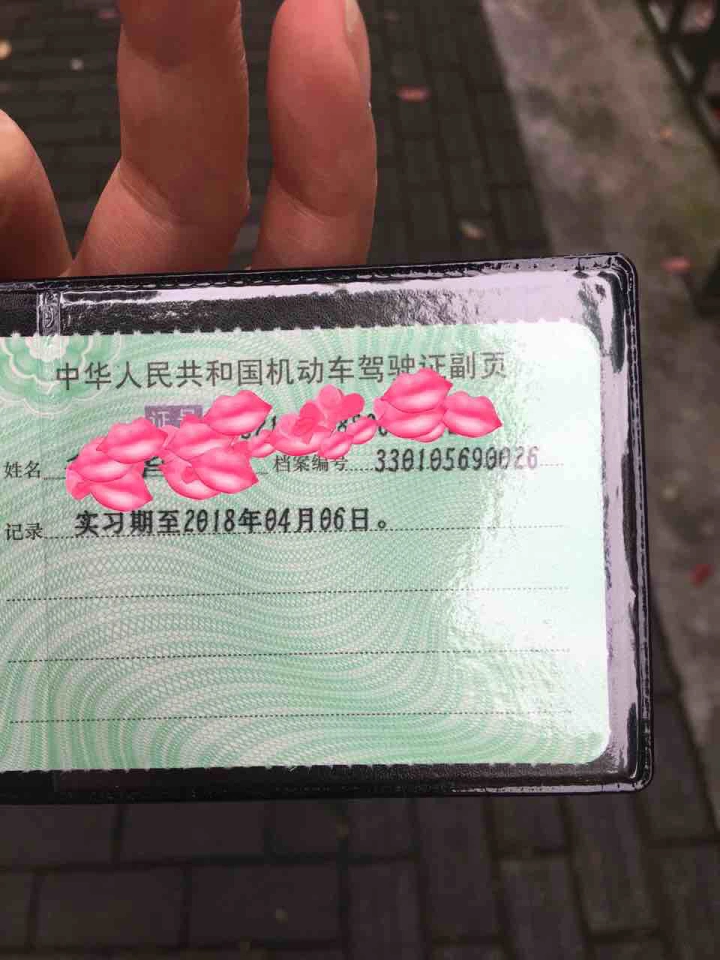 中华人民共和国机动车驾驶证副页
证号
姓名 档案编号 330105690026
记录 实习期至2018年04月06日。